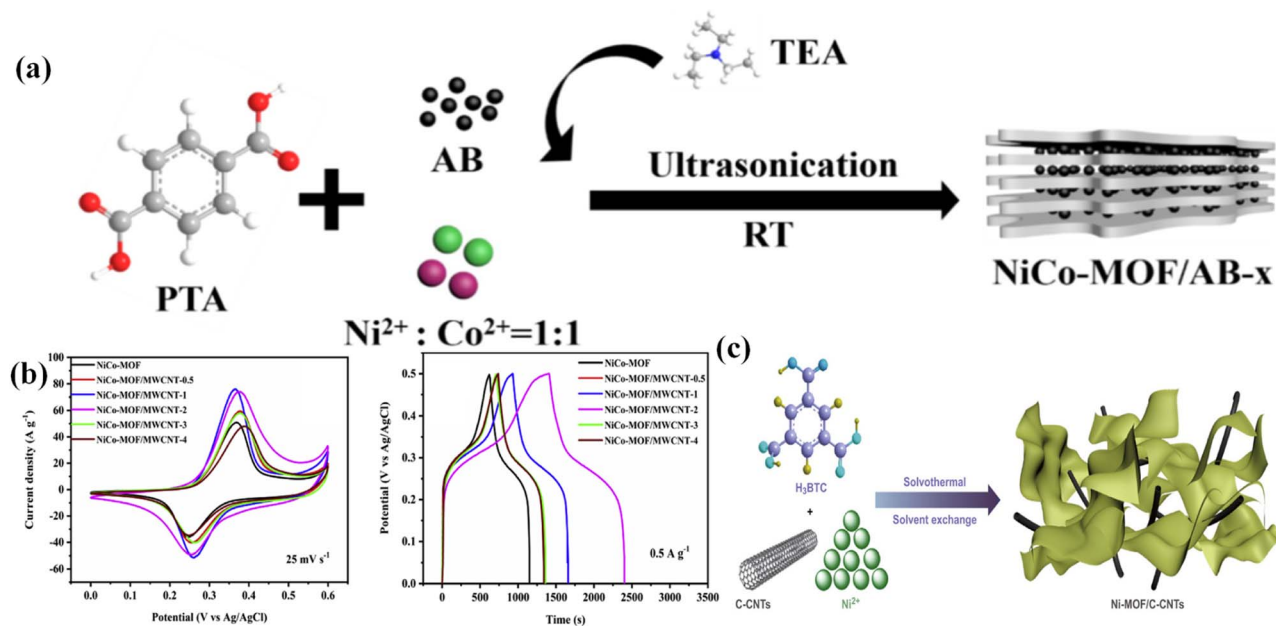 (a)
TEA
AB
Ultrasonication
RT
PTA
Ni²⁺ : Co²⁺=1:1
NiCo-MOF/AB-x
(b)
Current density (A g⁻¹)
100
80
60
40
20
0
-20
-40
-60
NiCo-MOF
NiCo-MOF/MWCNT-0.5
NiCo-MOF/MWCNT-1
NiCo-MOF/MWCNT-2
NiCo-MOF/MWCNT-3
NiCo-MOF/MWCNT-4
25 mV s⁻¹
0.0 0.1 0.2 0.3 0.4 0.5 0.6
Potential (V vs Ag/AgCl)
Potential (V vs Ag/AgCl)
0.5
0.4
0.3
0.2
0.1
0.0
NiCo-MOF
NiCo-MOF/MWCNT-0.5
NiCo-MOF/MWCNT-1
NiCo-MOF/MWCNT-2
NiCo-MOF/MWCNT-3
NiCo-MOF/MWCNT-4
0.5 A g⁻¹
0 500 1000 1500 2000 2500 3000
Time (s)
(c)
H₃BTC
+
C-CNTs
Ni²⁺
Solvothermal
Solvent exchange
Ni-MOF/C-CNTs